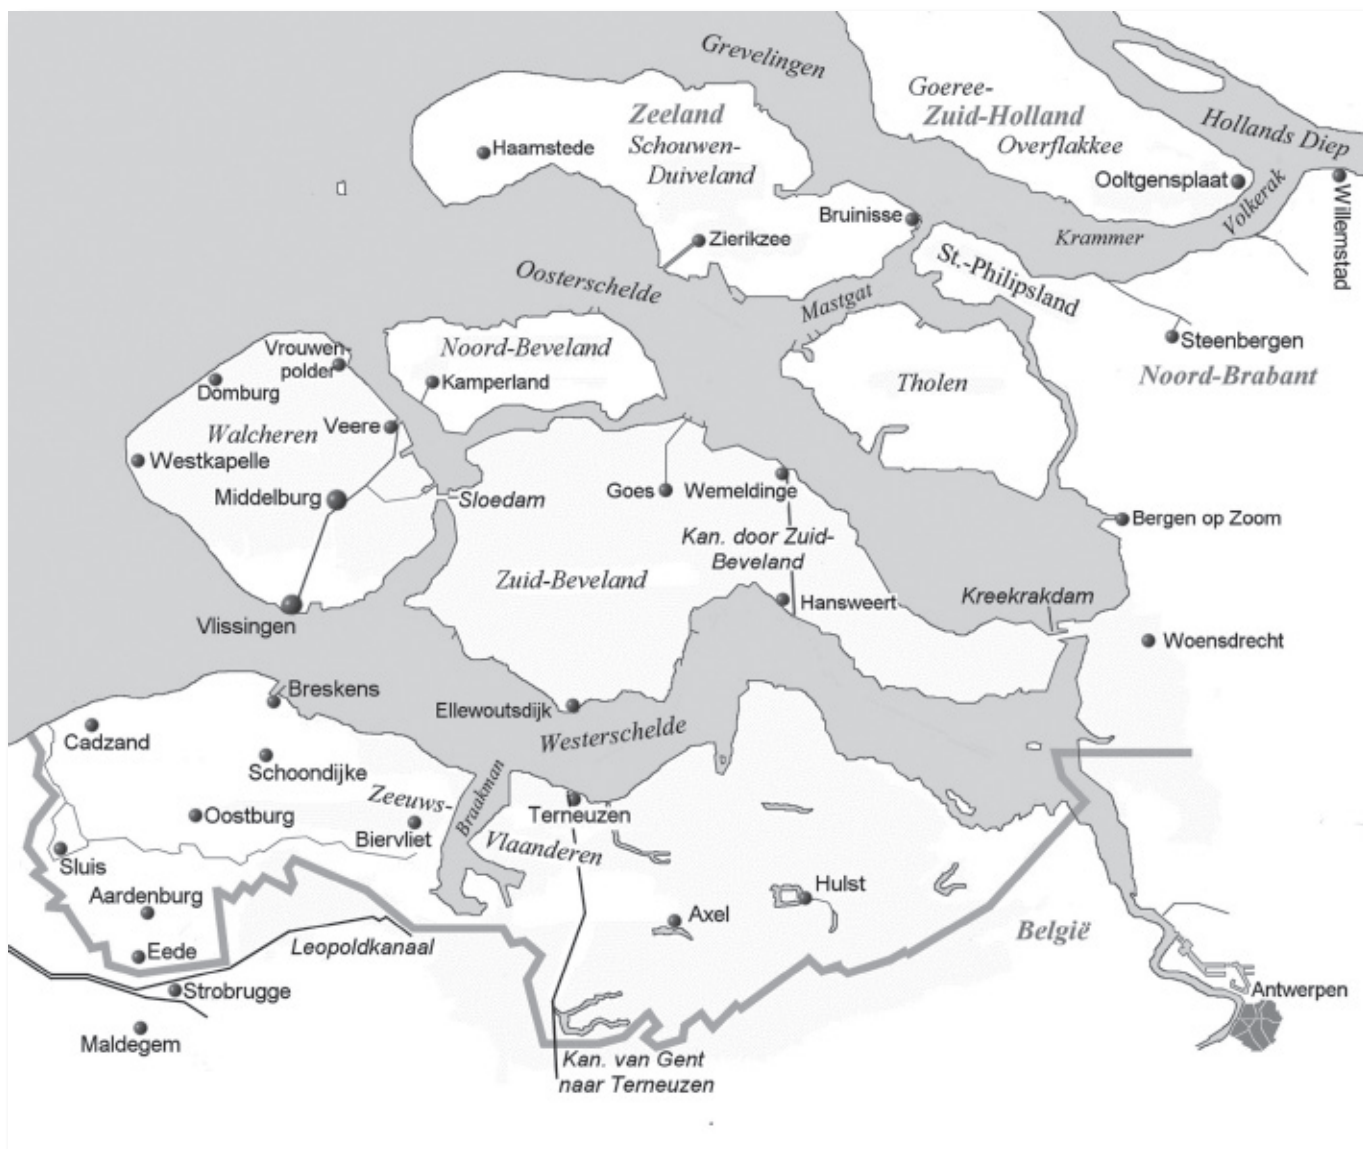 Grevelingen
Goeree-
Zuid-Holland
Overflakkee
Zeeland
Schouwen-
Duiveland
Haamstede
Hollands Diep
Ooltgensplaat
Volkerak
Willemstad
Bruinisse
Zierikzee
Krammer
St.-Philipsland
Oosterschelde
Mastgat
Steenbergen
Noord-Brabant
Noord-Beveland
Kamperland
Tholen
Vrouwen-
polder
Domburg
Walcheren
Veere
Westkapelle
Middelburg
Sloedam
Goes
Wemeldinge
Bergen op Zoom
Kan. door Zuid-
Beveland
Zuid-Beveland
Hansweert
Kreekrakdam
Vlissingen
Woensdrecht
Breskens
Ellewoutsdijk
Westerschelde
Cadzand
Schoondijke
Zeeuws-
Braakman
Oostburg
Biervliet
Terneuzen
Vlaanderen
Sluis
Aardenburg
Hulst
Axel
België
Eede
Leopoldkanaal
Strobrugge
Antwerpen
Maldegem
Kan. van Gent
naar Terneuzen